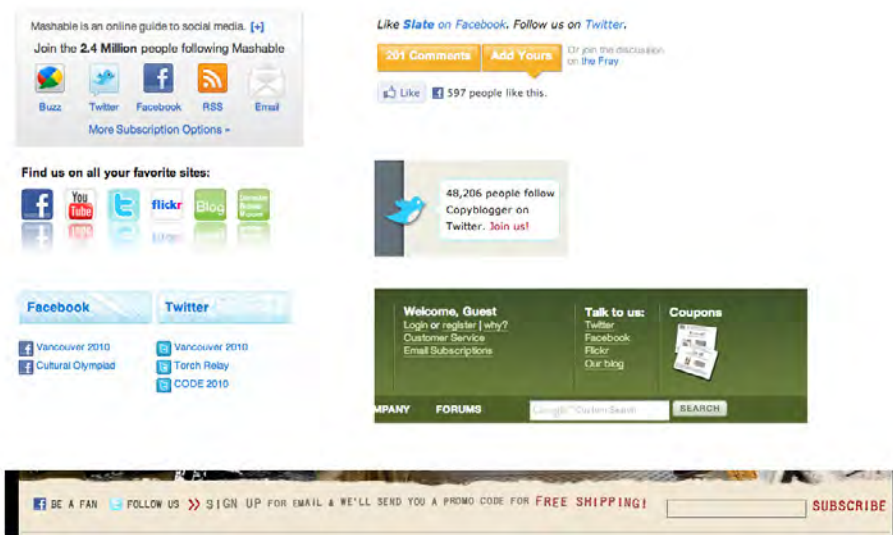 Mashable is an online guide to social media. [+]
Join the 2.4 Million people following Mashable
Buzz Twitter Facebook RSS Email
More Subscription Options
Like Slate on Facebook. Follow us on Twitter.
201 Comments Add Yours
Or join the discussion
on the Fray
Like 597 people like this.
Find us on all your favorite sites:
You
Tube
flickr
Blog
48,206 people follow
Copyblogger on
Twitter. Join us!
Facebook Twitter
Vancouver 2010 Vancouver 2010
Cultural Olympiad Torch Relay
CODE 2010
Welcome, Guest
Login or register | why?
Customer Service
Email Subscriptions
Talk to us:
Twitter
Facebook
Flickr
Our blog
Coupons
MPANY FORUMS Custom Search SEARCH
BE A FAN FOLLOW US >> SIGN UP FOR EMAIL & WE'LL SEND YOU A PROMO CODE FOR FREE SHIPPING! SUBSCRIBE